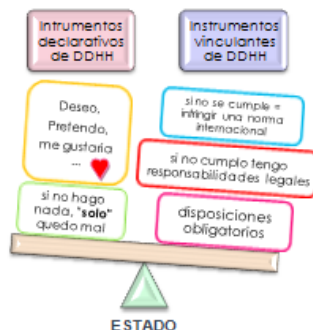 Intrumentos
declarativos
de DDHH
Instrumentos
vinculantes
de DDHH
Deseo,
Pretendo,
me gustaria
...
si no hago
nada, "solo"
quedo mal
si no se cumple =
infringir una norma
internacional
si no cumplo tengo
responsabilidades legales
disposiciones
obligatorios
ESTADO